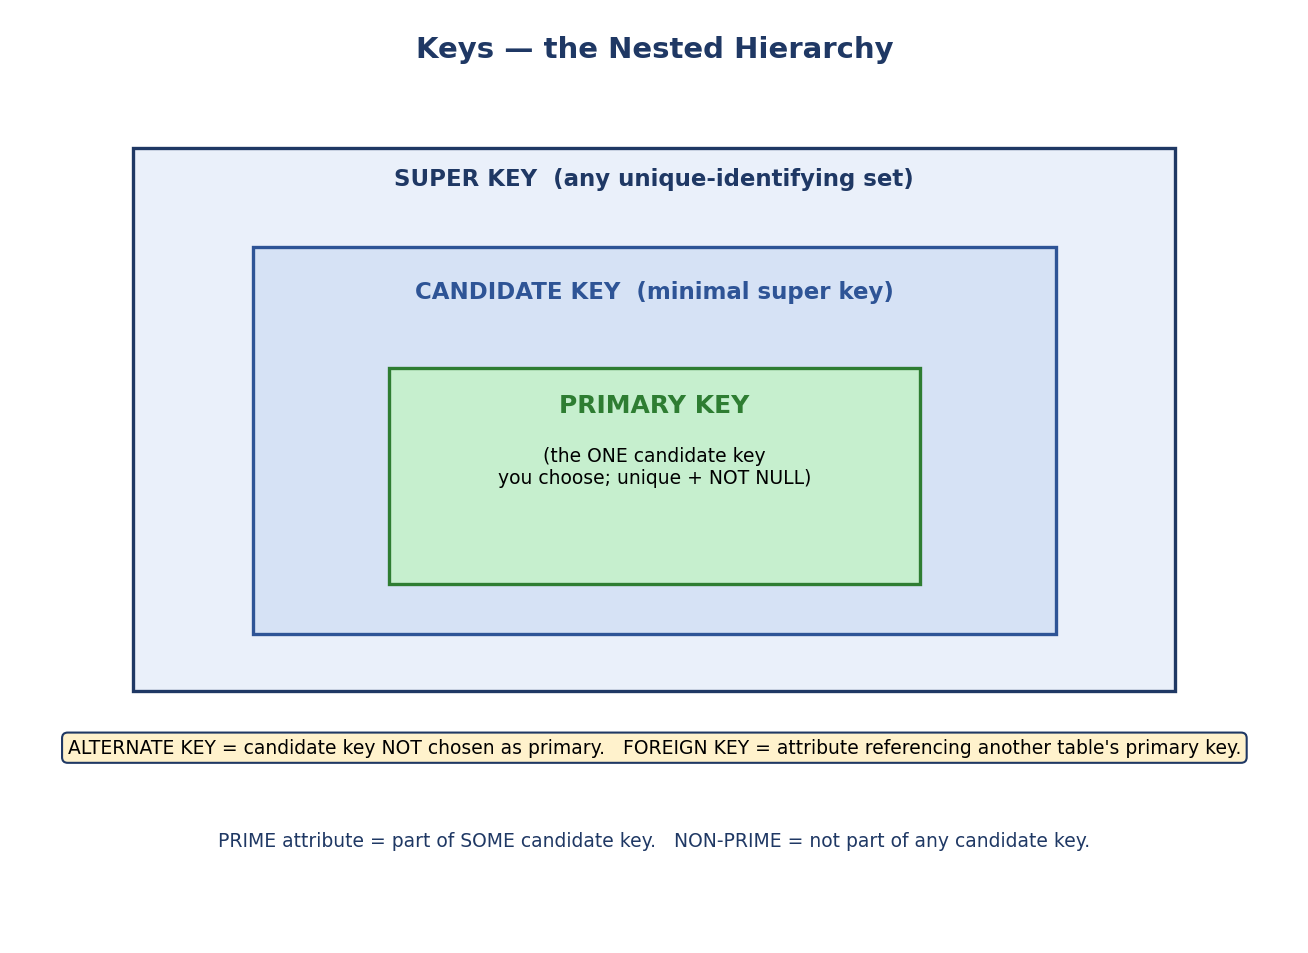 Keys — the Nested Hierarchy
SUPER KEY  (any unique-identifying set)
CANDIDATE KEY  (minimal super key)
PRIMARY KEY
(the ONE candidate key
you choose; unique + NOT NULL)
ALTERNATE KEY = candidate key NOT chosen as primary.   FOREIGN KEY = attribute referencing another table's primary key.
PRIME attribute = part of SOME candidate key.   NON-PRIME = not part of any candidate key.